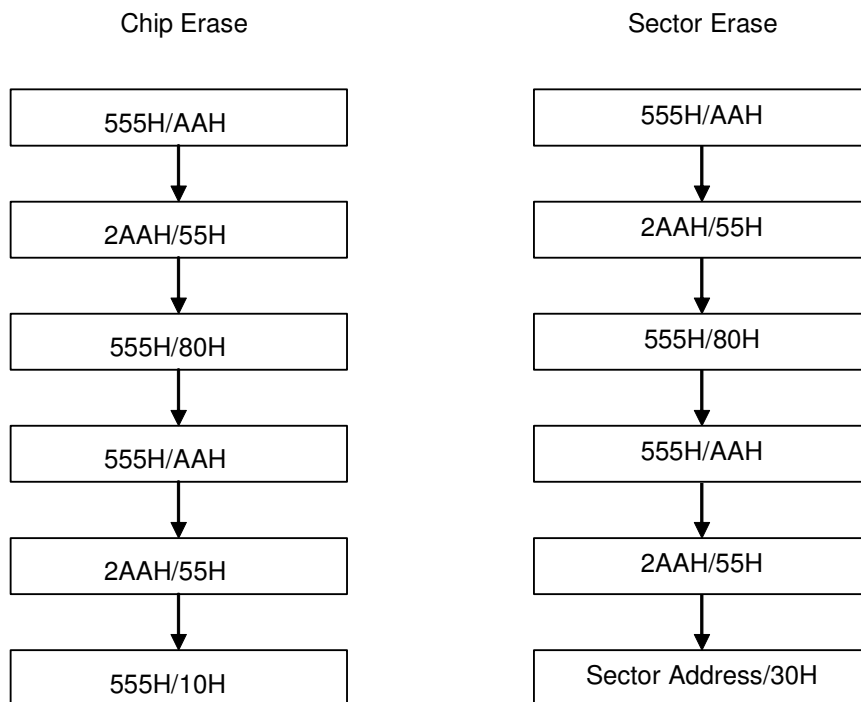 Chip Erase
555H/AAH
2AAH/55H
555H/80H
555H/AAH
2AAH/55H
555H/10H
Sector Erase
555H/AAH
2AAH/55H
555H/80H
555H/AAH
2AAH/55H
Sector Address/30H